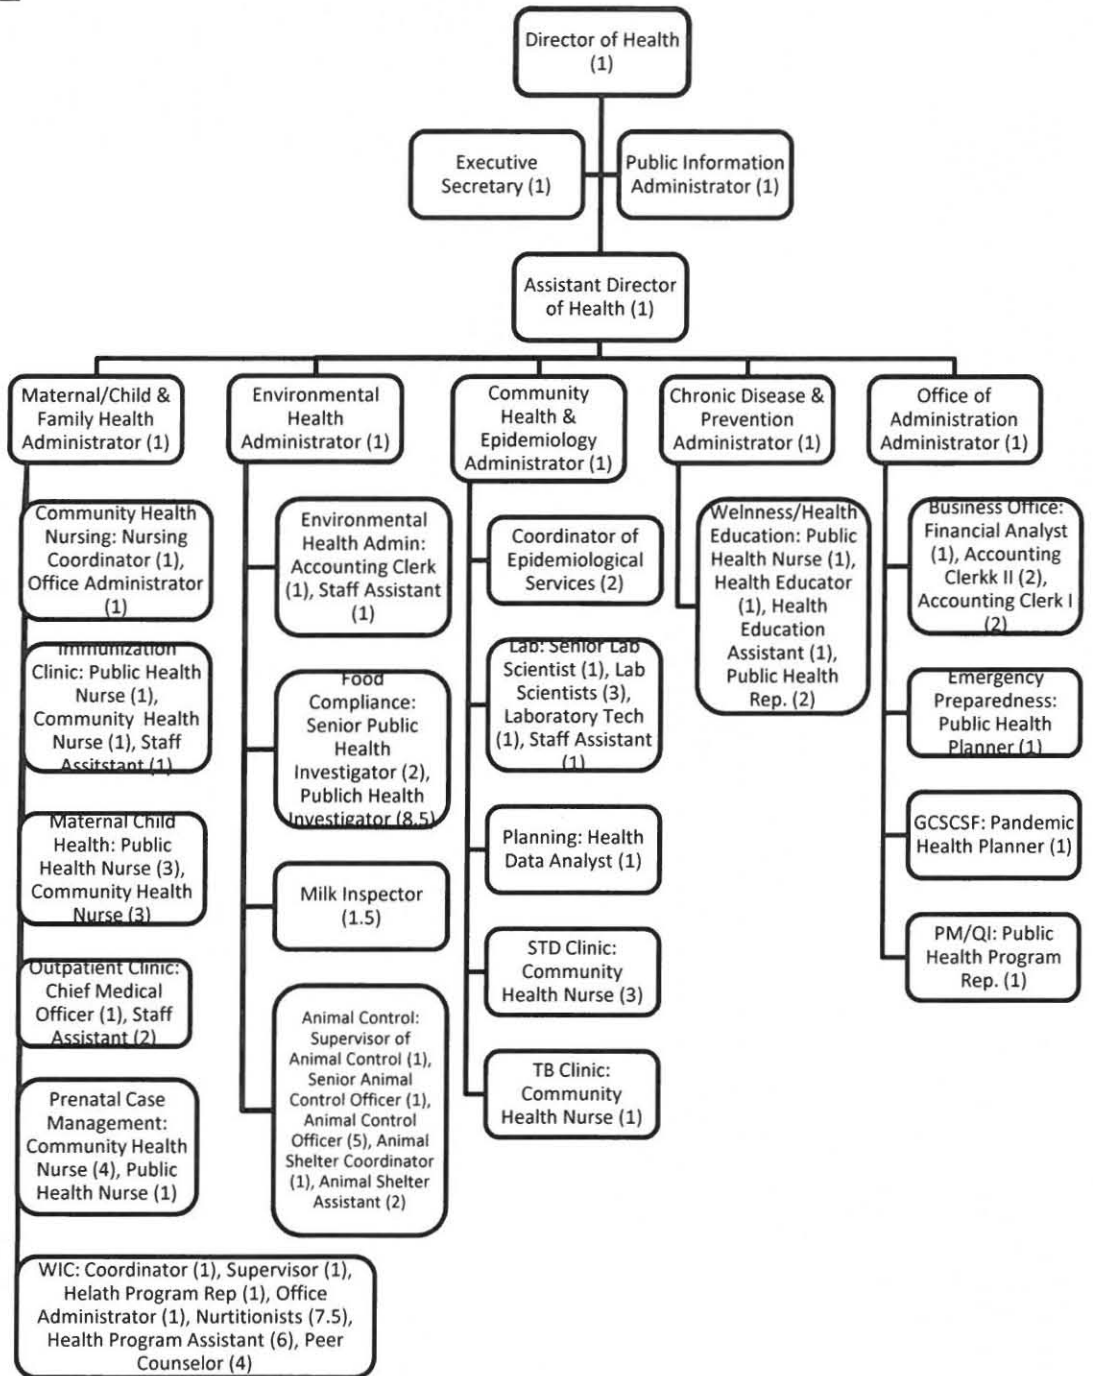 Director of Health
(1)
Executive
Secretary (1)
Public Information
Administrator (1)
Assistant Director
of Health (1)
Maternal/Child &
Family Health
Administrator (1)
Community Health
Nursing: Nursing
Coordinator (1),
Office Administrator
(1)
Immunization
Clinic: Public Health
Nurse (1),
Community Health
Nurse (1), Staff
Assitstant (1)
Maternal Child
Health: Public
Health Nurse (3),
Community Health
Nurse (3)
Outpatient Clinic:
Chief Medical
Officer (1), Staff
Assistant (2)
Prenatal Case
Management:
Community Health
Nurse (4), Public
Health Nurse (1)
WIC: Coordinator (1), Supervisor (1),
Helath Program Rep (1), Office
Administrator (1), Nurtitionists (7.5),
Health Program Assistant (6), Peer
Counselor (4)
Environmental
Health
Administrator (1)
Environmental
Health Admin:
Accounting Clerk
(1), Staff Assistant
(1)
Food
Compliance:
Senior Public
Health
Investigator (2),
Publich Health
Investigator (8.5)
Milk Inspector
(1.5)
Animal Control:
Supervisor of
Animal Control (1),
Senior Animal
Control Officer (1),
Animal Control
Officer (5), Animal
Shelter Coordinator
(1), Animal Shelter
Assistant (2)
Community
Health &
Epidemiology
Administrator (1)
Coordinator of
Epidemiological
Services (2)
Lab: Senior Lab
Scientist (1), Lab
Scientists (3),
Laboratory Tech
(1), Staff Assistant
(1)
Planning: Health
Data Analyst (1)
STD Clinic:
Community
Health Nurse (3)
TB Clinic:
Community
Health Nurse (1)
Chronic Disease &
Prevention
Administrator (1)
Welnness/Health
Education: Public
Health Nurse (1),
Health Educator
(1), Health
Education
Assistant (1),
Public Health
Rep. (2)
Office of
Administration
Administrator (1)
Business Office:
Financial Analyst
(1), Accounting
Clerkk II (2),
Accounting Clerk I
(2)
Emergency
Preparedness:
Public Health
Planner (1)
GCSCSF: Pandemic
Health Planner (1)
PM/QI: Public
Health Program
Rep. (1)